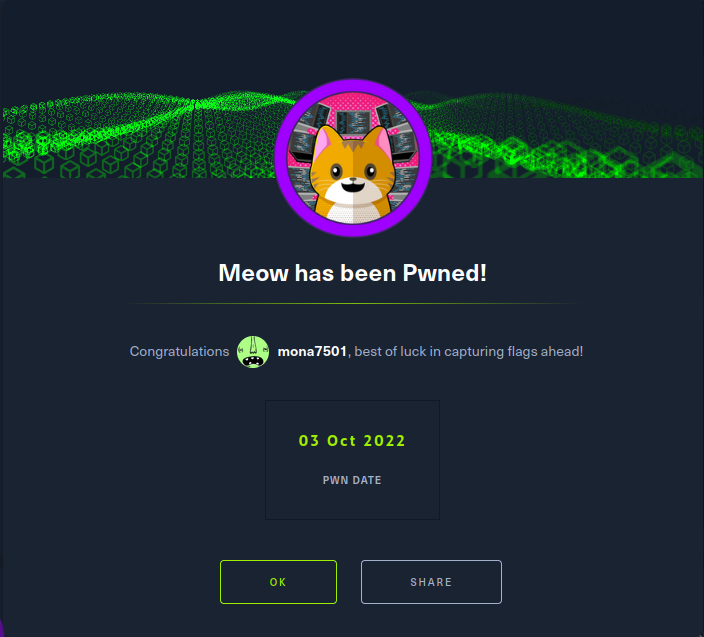 Meow has been Pwned!
Congratulations mona7501, best of luck in capturing flags ahead!
03 Oct 2022
PWN DATE
OK SHARE